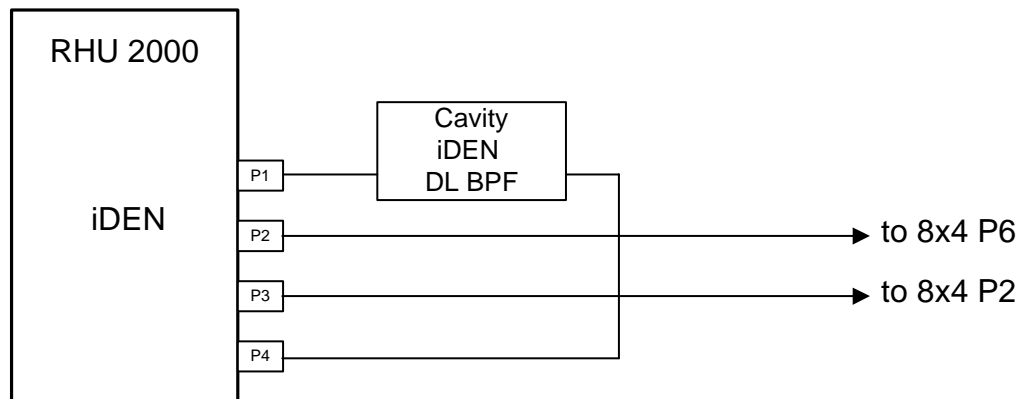 RHU 2000
iDEN
P1
P2
P3
P4
Cavity
iDEN
DL BPF
to 8x4 P6
to 8x4 P2